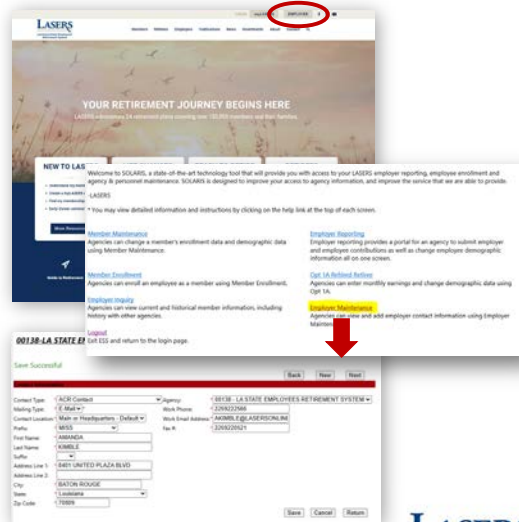 LOGIN
EMPLOYER
LASERS
Members Retirees Employers Publications News Investments About
YOUR RETIREMENT JOURNEY BEGINS HERE
NEW TO LAS
Welcome to SOLARIS, a state-of-the-art technology tool that will provide you with access to your LASERS employer reporting, employee enrollment and
agency & personnel maintenance. SOLARIS is designed to improve your access to agency information, and improve the service that we are able to provide.
-LASERS
* You may view detailed information and instructions by clicking on the help link at the top of each screen.
Member Maintenance
Agencies can change a member's enrollment data and demographic data
using Member Maintenance.
Employer Reporting
Employer reporting provides a portal for an agency to submit employer
and employee contributions as well as change employee demographic
information all on one screen.
Member Enrollment
Agencies can enroll an employee as a member using Member Enrollment.
Opt 1A Rehired Retiree
Agencies can enter monthly earnings and change demographic data using
Opt 1A.
Employer Inquiry
Agencies can view current and historical member information, including
history with other agencies.
Employer Maintenance
Agencies can view and add employer contact information using Employer
Mainten
Logout
Exit ESS and return to the login page.
00138-LA STATE EM
Save Successful
Back New Next
Contact Type: ACR Contact
Agency: 00138 - LA STATE EMPLOYEES RETIREMENT SYSTEM
Mailing Type: E-Mail
Work Phone: 2259222566
Contact Location: Main or Headquarters - Default
Work Email Address: AKIMBLE@LASERSONLINE
Prefix: MISS
Fax #: 2259220521
First Name: AMANDA
Last Name: KIMBLE
Suffix
Address Line 1: 8401 UNITED PLAZA BLVD
Address Line 2:
City: BATON ROUGE
State: Louisiana
Zip Code: 70809
Save Cancel Return
LASERS